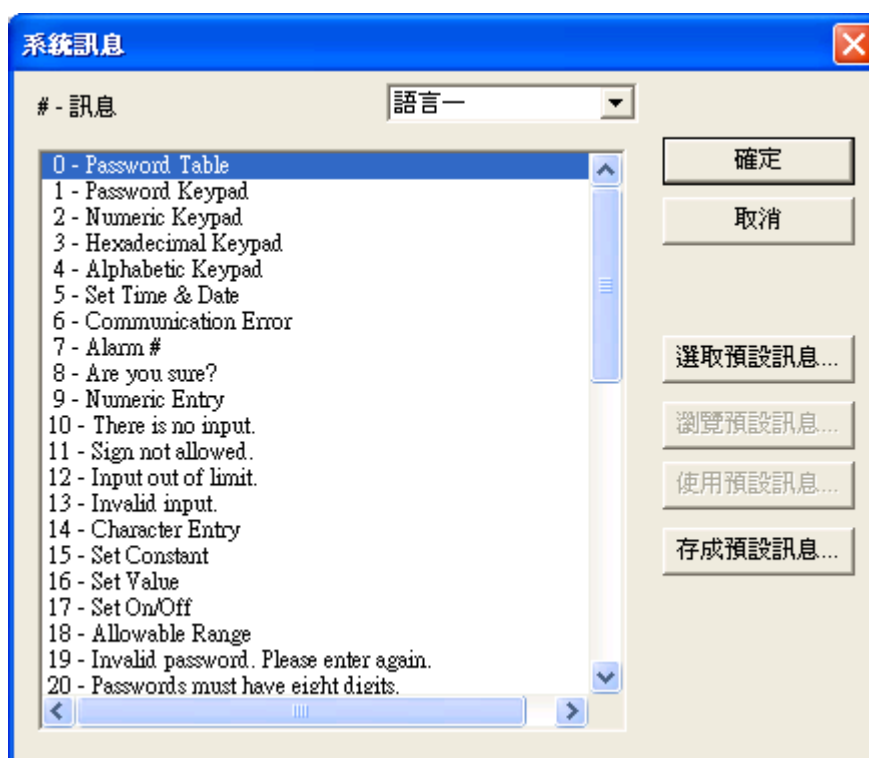 系統訊息
# - 訊息
語言一
0 - Password Table
1 - Password Keypad
2 - Numeric Keypad
3 - Hexadecimal Keypad
4 - Alphabetic Keypad
5 - Set Time & Date
6 - Communication Error
7 - Alarm #
8 - Are you sure?
9 - Numeric Entry
10 - There is no input.
11 - Sign not allowed.
12 - Input out of limit.
13 - Invalid input.
14 - Character Entry
15 - Set Constant
16 - Set Value
17 - Set On/Off
18 - Allowable Range
19 - Invalid password. Please enter again.
20 - Passwords must have eight digits.
確定
取消
選取預設訊息...
瀏覽預設訊息...
使用預設訊息...
存成預設訊息...